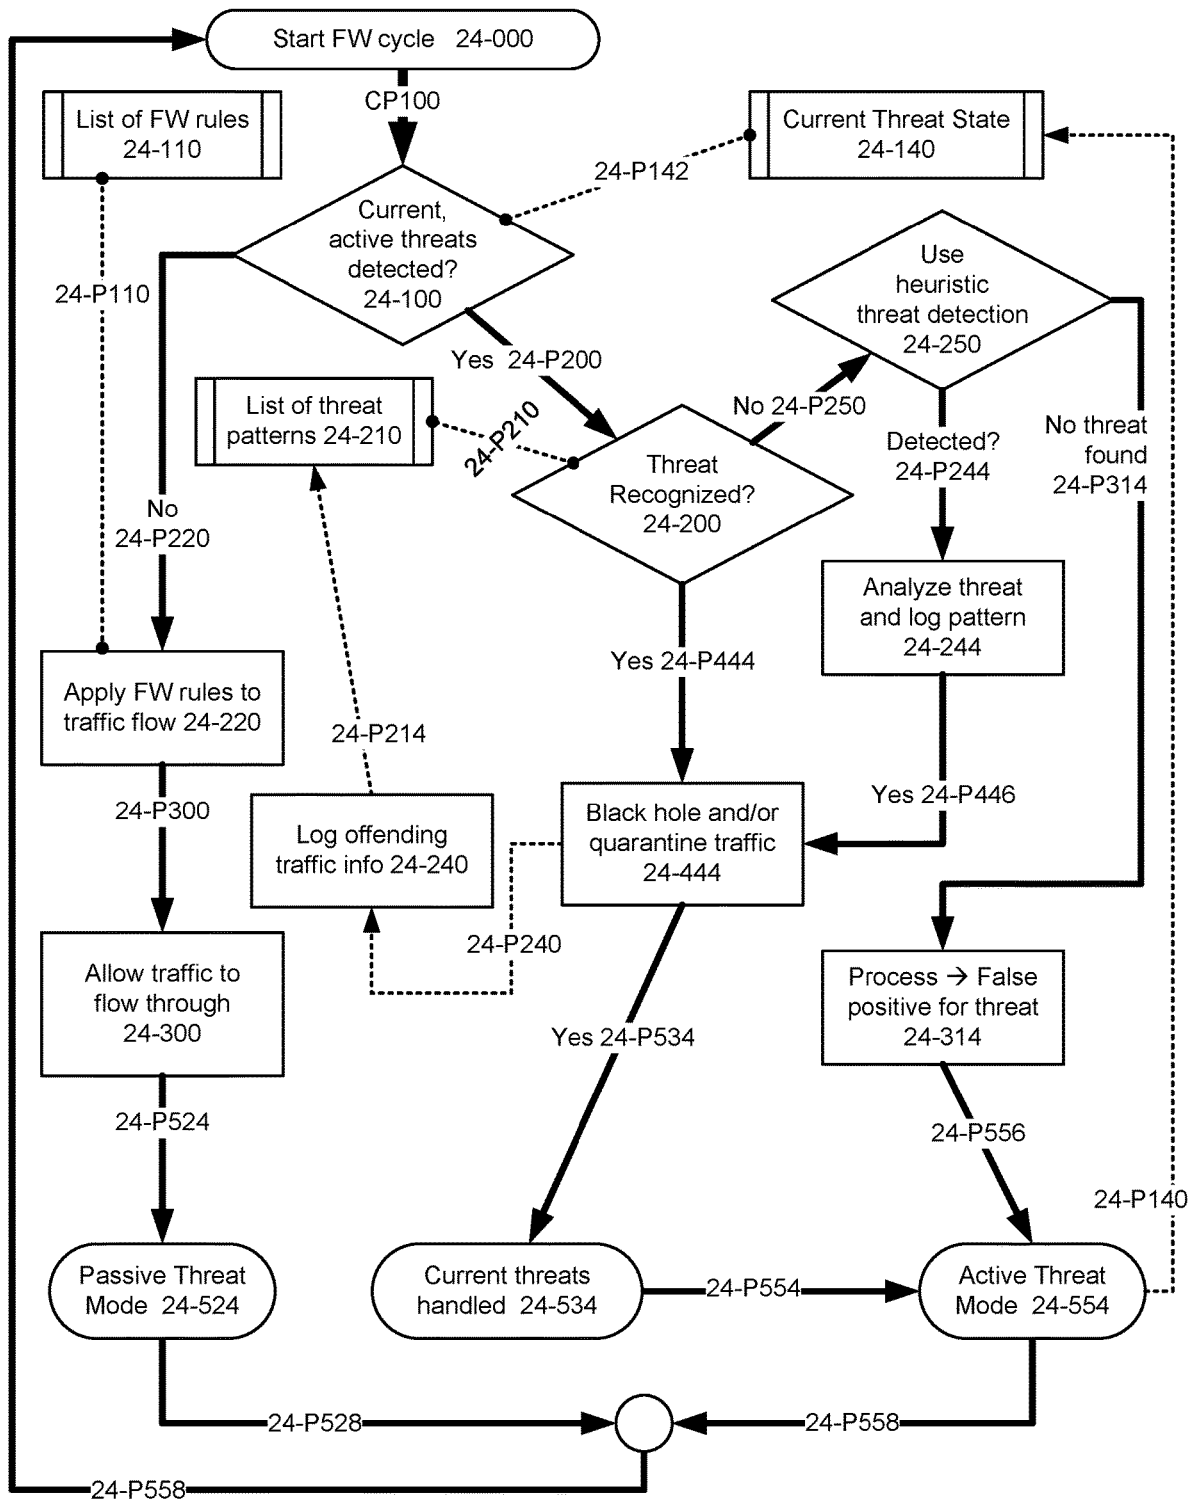 Start FW cycle 24-000
CP100
List of FW rules
24-110
Current Threat State
24-140
24-P142
Current,
active threats
detected?
24-100
Use
heuristic
threat detection
24-250
24-P110
Yes 24-P200
List of threat
patterns 24-210
24-P210
No 24-P250
Threat
Recognized?
24-200
Detected?
24-P244
No threat
found
24-P314
No
24-P220
Analyze threat
and log pattern
24-244
Yes 24-P444
Apply FW rules to
traffic flow 24-220
24-P214
24-P300
Yes 24-P446
Log offending
traffic info 24-240
Black hole and/or
quarantine traffic
24-444
24-P240
Allow traffic to
flow through
24-300
Process → False
positive for threat
24-314
Yes 24-P534
24-P524
24-P556
24-P140
Passive Threat
Mode 24-524
Current threats
handled 24-534
24-P554
Active Threat
Mode 24-554
24-P528
24-P558
24-P558